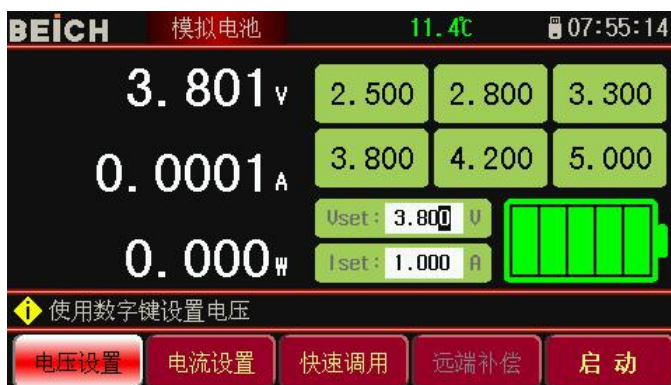 BEICH 模拟电池 11.4℃ 07:55:14
3.801 V
2.500 2.800 3.300
0.0001 A
3.800 4.200 5.000
Vset: 3.800 V
0.000 W
Iset: 1.000 A
使用数字键设置电压
电压设置 电流设置 快速调用 远端补偿 启动